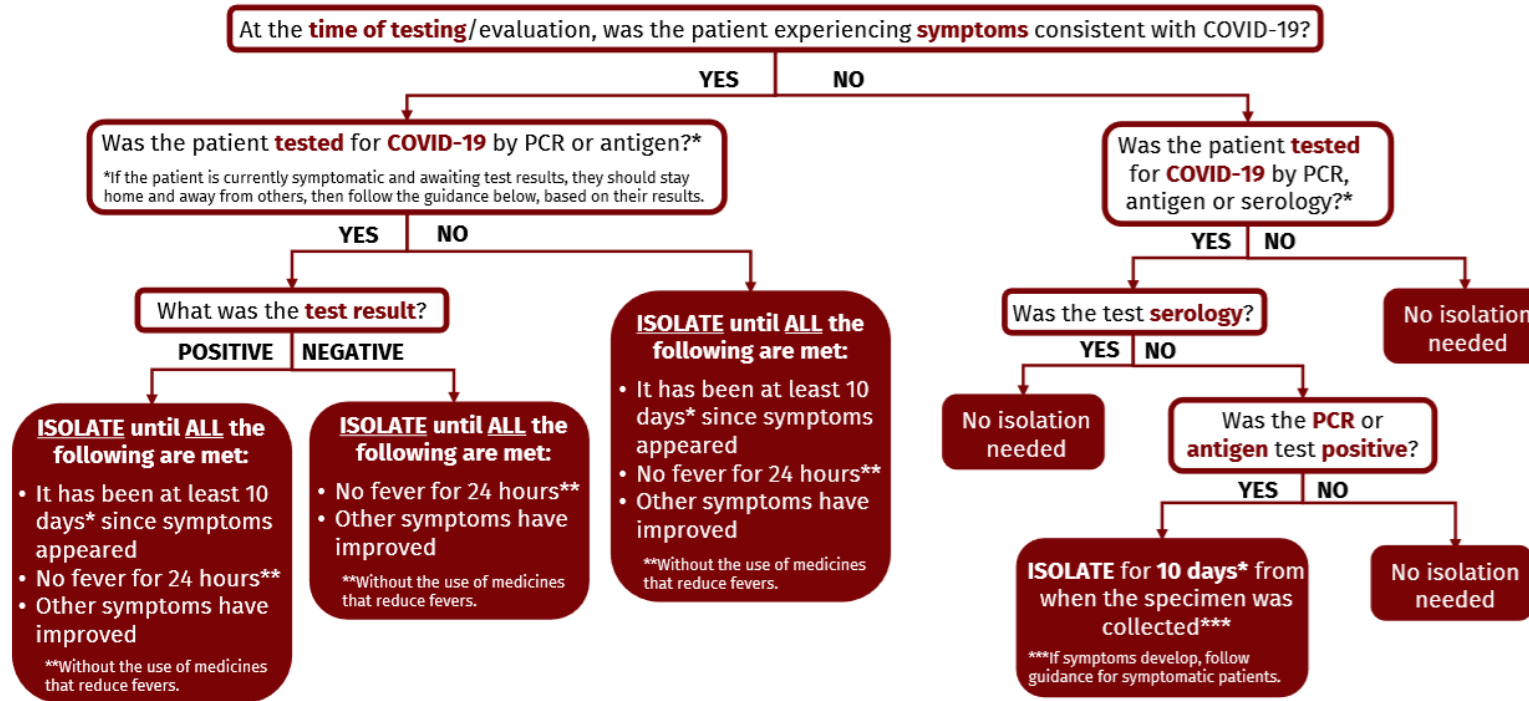 At the time of testing/evaluation, was the patient experiencing symptoms consistent with COVID-19?
YES
NO
Was the patient tested for COVID-19 by PCR or antigen?*
*If the patient is currently symptomatic and awaiting test results, they should stay
home and away from others, then follow the guidance below, based on their results.
YES
NO
What was the test result?
POSITIVE
NEGATIVE
ISOLATE until ALL the
following are met:
• It has been at least 10
days* since symptoms
appeared
• No fever for 24 hours**
• Other symptoms have
improved
**Without the use of medicines
that reduce fevers.
ISOLATE until ALL the
following are met:
• No fever for 24 hours**
• Other symptoms have
improved
**Without the use of medicines
that reduce fevers.
ISOLATE until ALL the
following are met:
• It has been at least 10
days* since symptoms
appeared
• No fever for 24 hours**
• Other symptoms have
improved
**Without the use of medicines
that reduce fevers.
Was the patient tested
for COVID-19 by PCR,
antigen or serology?*
YES
NO
Was the test serology?
No isolation
needed
YES
NO
No isolation
needed
Was the PCR or
antigen test positive?
YES
NO
ISOLATE for 10 days* from
when the specimen was
collected***
***If symptoms develop, follow
guidance for symptomatic patients.
No isolation
needed